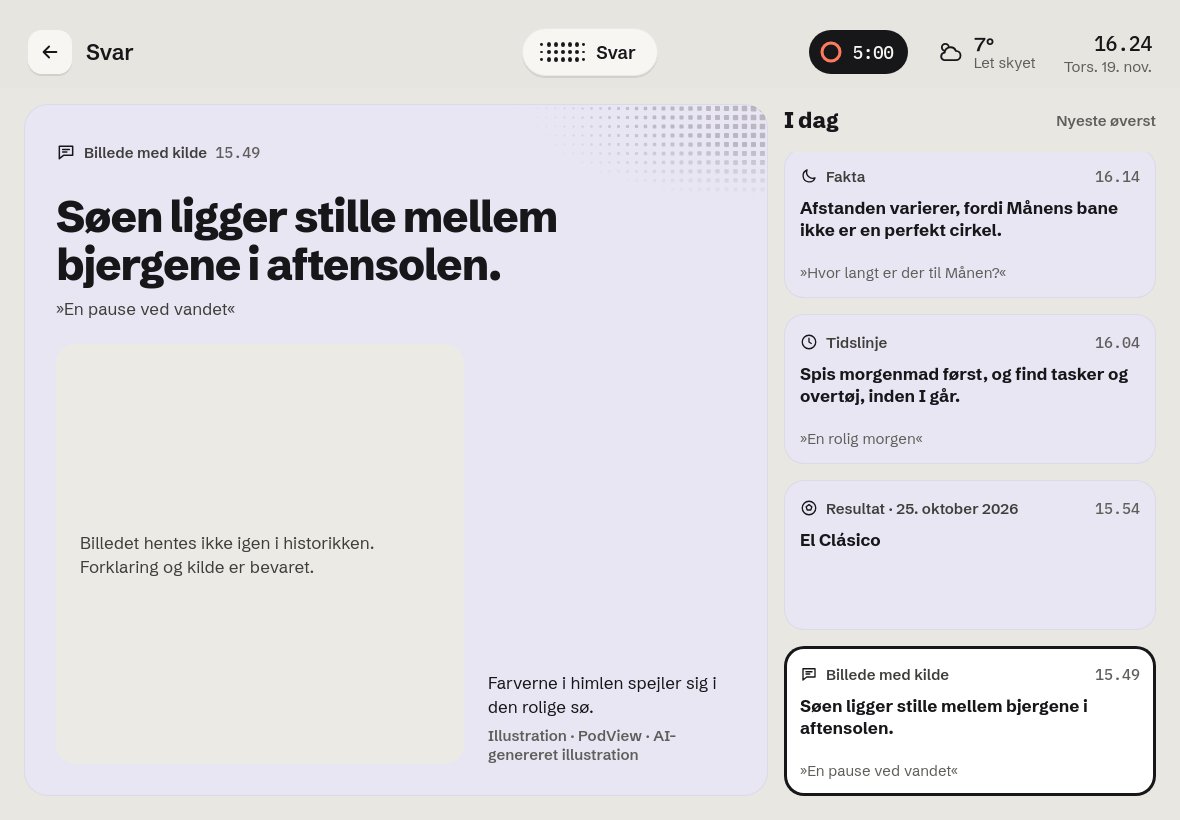 Svar
Svar
5:00
7°
Let skyet
16.24
Tors. 19. nov.
Billede med kilde 15.49
Søen ligger stille mellem
bjergene i aftensolen.
»En pause ved vandet«
Billedet hentes ikke igen i historikken.
Forklaring og kilde er bevaret.
Farverne i himlen spejler sig i
den rolige sø.
Illustration · PodView · AI-
genereret illustration
I dag
Nyeste øverst
Fakta 16.14
Afstanden varierer, fordi Månens bane
ikke er en perfekt cirkel.
»Hvor langt er der til Månen?«
Tidslinje 16.04
Spis morgenmad først, og find tasker og
overtøj, inden I går.
»En rolig morgen«
Resultat · 25. oktober 2026 15.54
El Clásico
Billede med kilde 15.49
Søen ligger stille mellem bjergene i
aftensolen.
»En pause ved vandet«